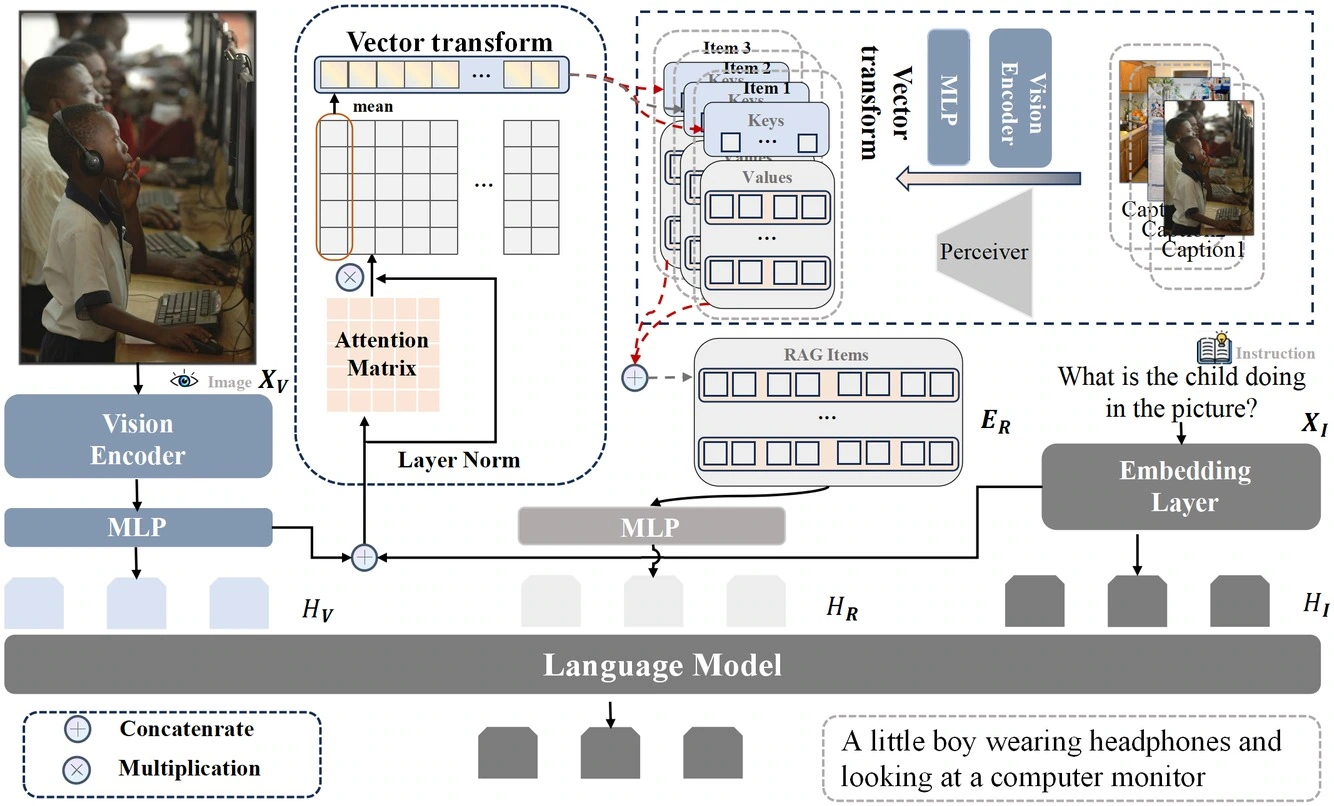 Vector transform
mean
Attention
Matrix
Layer Norm
Item 3
Keys
Item 2
Keys
Item 1
Keys
...
Values
Values
...
Vector
transform
MLP
Vision
Encoder
Perceiver
Caption2
Caption1
Image X_V
Vision
Encoder
MLP
RAG Items
...
E_R
MLP
Instruction
What is the child doing
in the picture?
X_I
Embedding
Layer
H_V
H_R
H_I
Language Model
Concatenrate
Multiplication
A little boy wearing headphones and
looking at a computer monitor